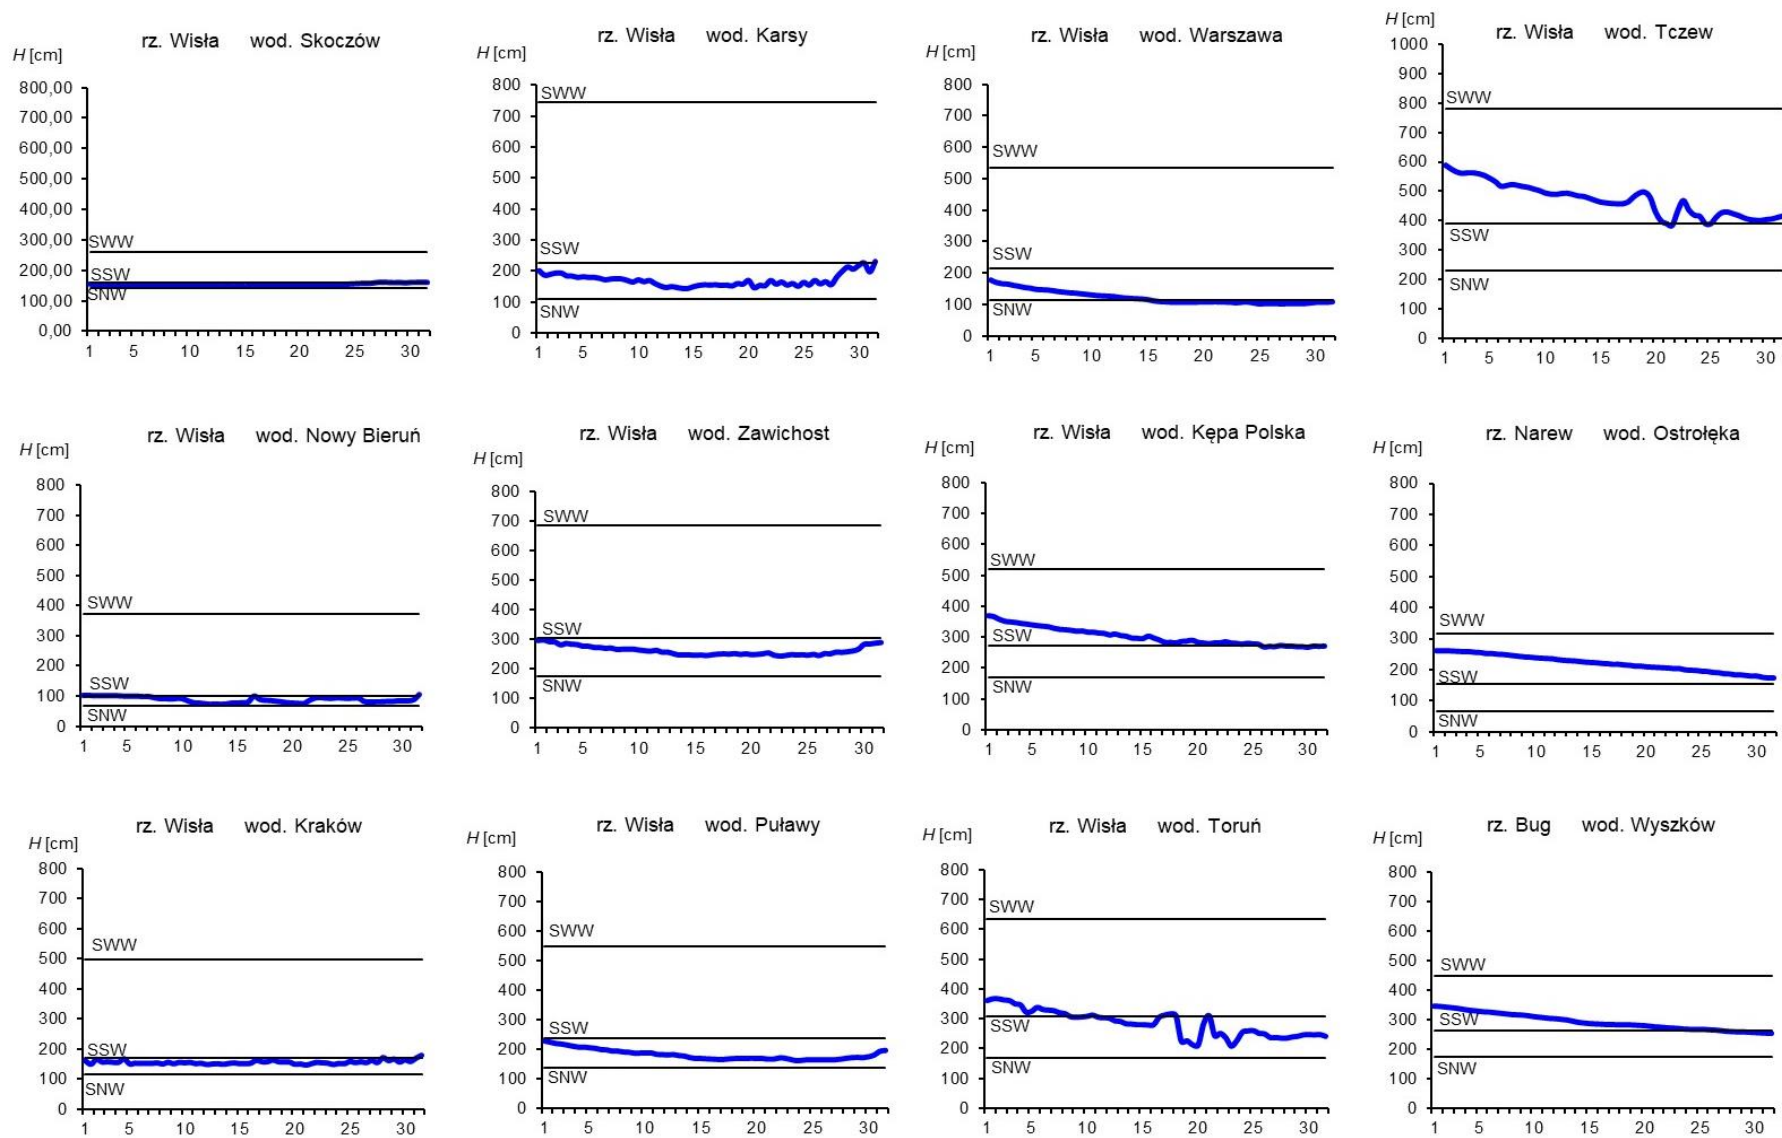 rz. Wisła wod. Skoczów
H [cm]
800,00
700,00
600,00
500,00
400,00
300,00
200,00
100,00
0,00
SWW
SSW
SNW
1 5 10 15 20 25 30
rz. Wisła wod. Karsy
H [cm]
800
700
600
500
400
300
200
100
0
SWW
SSW
SNW
1 5 10 15 20 25 30
rz. Wisła wod. Warszawa
H [cm]
800
700
600
500
400
300
200
100
0
SWW
SSW
SNW
1 5 10 15 20 25 30
rz. Wisła wod. Tczew
H [cm]
1000
900
800
700
600
500
400
300
200
100
0
SWW
SSW
SNW
1 5 10 15 20 25 30
rz. Wisła wod. Nowy Bieruń
H [cm]
800
700
600
500
400
300
200
100
0
SWW
SSW
SNW
1 5 10 15 20 25 30
rz. Wisła wod. Zawichost
H [cm]
800
700
600
500
400
300
200
100
0
SWW
SSW
SNW
1 5 10 15 20 25 30
rz. Wisła wod. Kępa Polska
H [cm]
800
700
600
500
400
300
200
100
0
SWW
SSW
SNW
1 5 10 15 20 25 30
rz. Narew wod. Ostrołęka
H [cm]
800
700
600
500
400
300
200
100
0
SWW
SSW
SNW
1 5 10 15 20 25 30
rz. Wisła wod. Kraków
H [cm]
800
700
600
500
400
300
200
100
0
SWW
SSW
SNW
1 5 10 15 20 25 30
rz. Wisła wod. Puławy
H [cm]
800
700
600
500
400
300
200
100
0
SWW
SSW
SNW
1 5 10 15 20 25 30
rz. Wisła wod. Toruń
H [cm]
800
700
600
500
400
300
200
100
0
SWW
SSW
SNW
1 5 10 15 20 25 30
rz. Bug wod. Wyszków
H [cm]
800
700
600
500
400
300
200
100
0
SWW
SSW
SNW
1 5 10 15 20 25 30